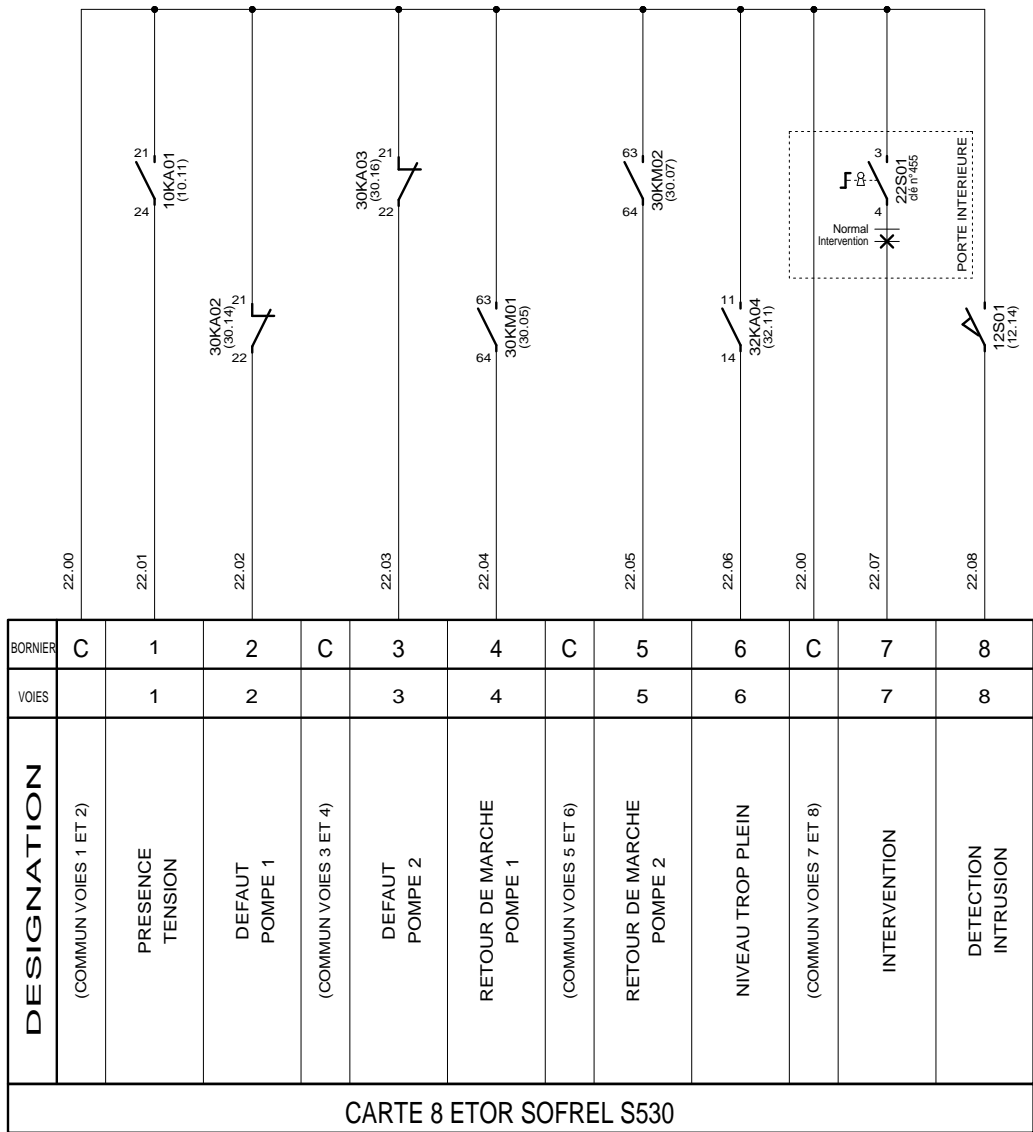 21
10KA01
(10.11)
24
21
30KA02
(30.14)
22
21
30KA03
(30.16)
22
63
30KM01
(30.05)
64
63
30KM02
(30.07)
64
11
32KA04
(32.11)
14
3
22S01
clé n°455
4
Normal
Intervention
PORTE INTERIEURE
12S01
(12.14)
22.00
22.01
22.02
22.03
22.04
22.05
22.06
22.00
22.07
22.08
BORNIER C 1 2 C 3 4 C 5 6 C 7 8
VOIES 1 2 3 4 5 6 7 8
DESIGNATION
(COMMUN VOIES 1 ET 2)
PRESENCE
TENSION
DEFAUT
POMPE 1
(COMMUN VOIES 3 ET 4)
DEFAUT
POMPE 2
RETOUR DE MARCHE
POMPE 1
(COMMUN VOIES 5 ET 6)
RETOUR DE MARCHE
POMPE 2
NIVEAU TROP PLEIN
(COMMUN VOIES 7 ET 8)
INTERVENTION
DETECTION
INTRUSION
CARTE 8 ETOR SOFREL S530